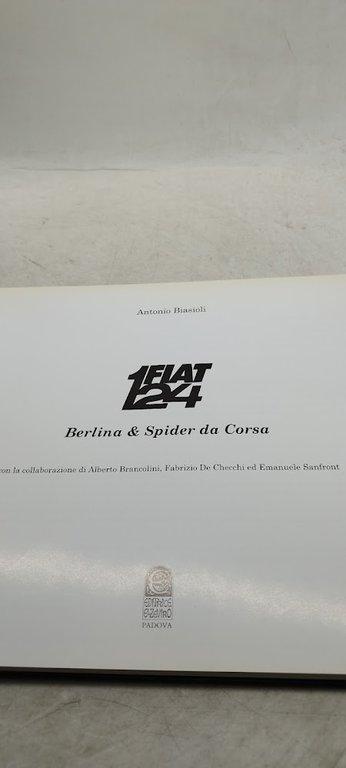 Antonio Biasioli
FIAT
124
Berlina & Spider da Corsa
con la collaborazione di Alberto Brancolini, Fabrizio De Checchi ed Emanuele Sanfront
EDITRICE
PADOVA